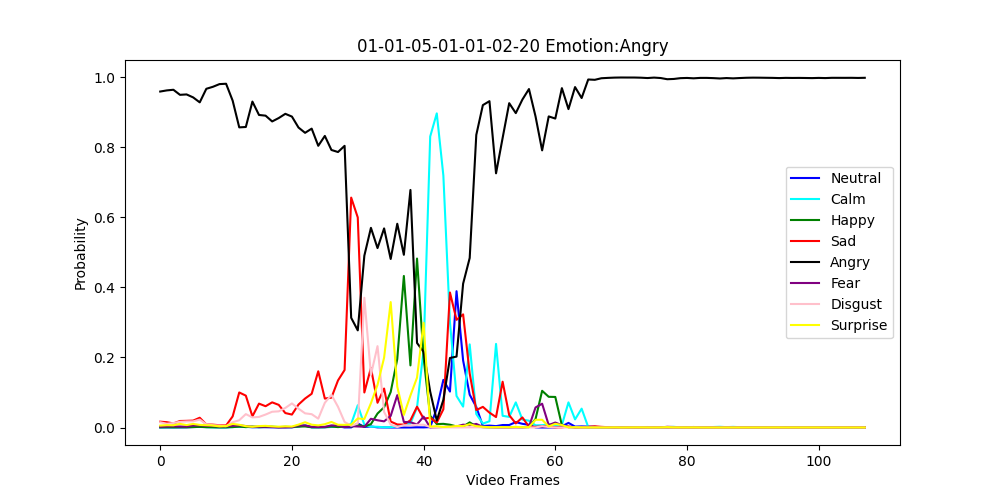 01-01-05-01-01-02-20 Emotion:Angry
1.0
0.8
0.6
0.4
0.2
0.0
Probability
0 20 40 60 80 100
Video Frames
Neutral
Calm
Happy
Sad
Angry
Fear
Disgust
Surprise